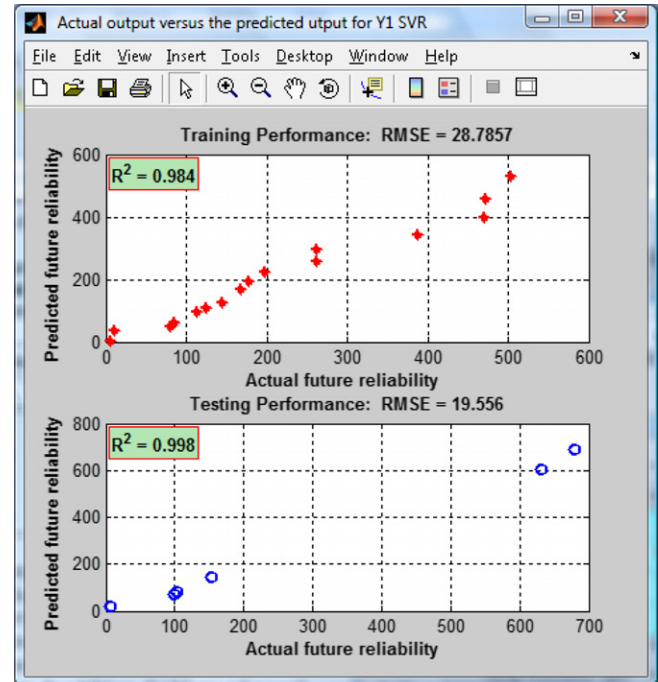 Actual output versus the predicted utput for Y1 SVR
File Edit View Insert Tools Desktop Window Help
Training Performance: RMSE = 28.7857
R² = 0.984
Predicted future reliability
600
400
200
0
0 100 200 300 400 500 600
Actual future reliability
Testing Performance: RMSE = 19.556
R² = 0.998
Predicted future reliability
800
600
400
200
0
0 100 200 300 400 500 600 700
Actual future reliability